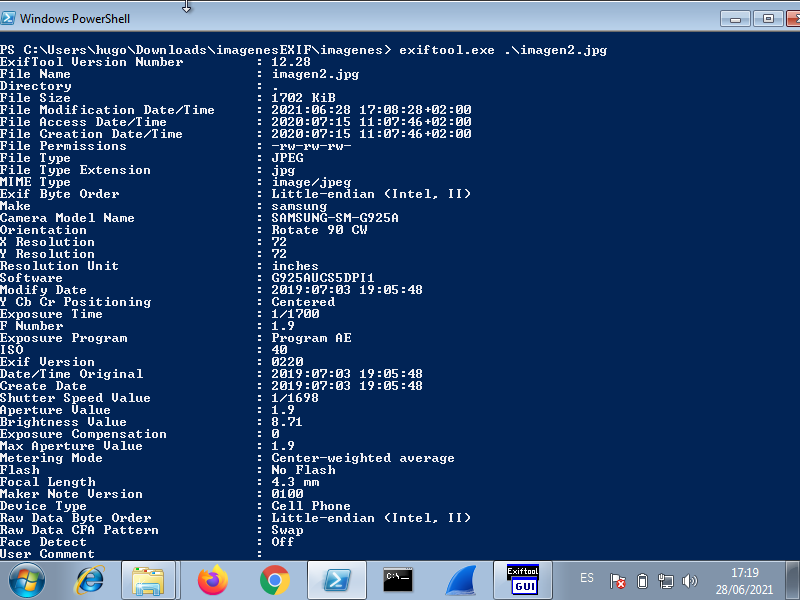 Windows PowerShell
PS C:\Users\hugo\Downloads\imagenesEXIF\imagenes> exiftool.exe .\imagen2.jpg
ExifTool Version Number : 12.28
File Name : imagen2.jpg
Directory : .
File Size : 1702 KiB
File Modification Date/Time : 2021:06:28 17:08:28+02:00
File Access Date/Time : 2020:07:15 11:07:46+02:00
File Creation Date/Time : 2020:07:15 11:07:46+02:00
File Permissions : -rw-rw-rw-
File Type : JPEG
File Type Extension : jpg
MIME Type : image/jpeg
Exif Byte Order : Little-endian (Intel, II)
Make : samsung
Camera Model Name : SAMSUNG-SM-G925A
Orientation : Rotate 90 CW
X Resolution : 72
Y Resolution : 72
Resolution Unit : inches
Software : G925AUCS5DPI1
Modify Date : 2019:07:03 19:05:48
Y Cb Cr Positioning : Centered
Exposure Time : 1/1700
F Number : 1.9
Exposure Program : Program AE
ISO : 40
Exif Version : 0220
Date/Time Original : 2019:07:03 19:05:48
Create Date : 2019:07:03 19:05:48
Shutter Speed Value : 1/1698
Aperture Value : 1.9
Brightness Value : 8.71
Exposure Compensation : 0
Max Aperture Value : 1.9
Metering Mode : Center-weighted average
Flash : No Flash
Focal Length : 4.3 mm
Maker Note Version : 0100
Device Type : Cell Phone
Raw Data Byte Order : Little-endian (Intel, II)
Raw Data CFA Pattern : Swap
Face Detect : Off
User Comment :
C:\
Exiftool
GUI
ES
17:19
28/06/2021